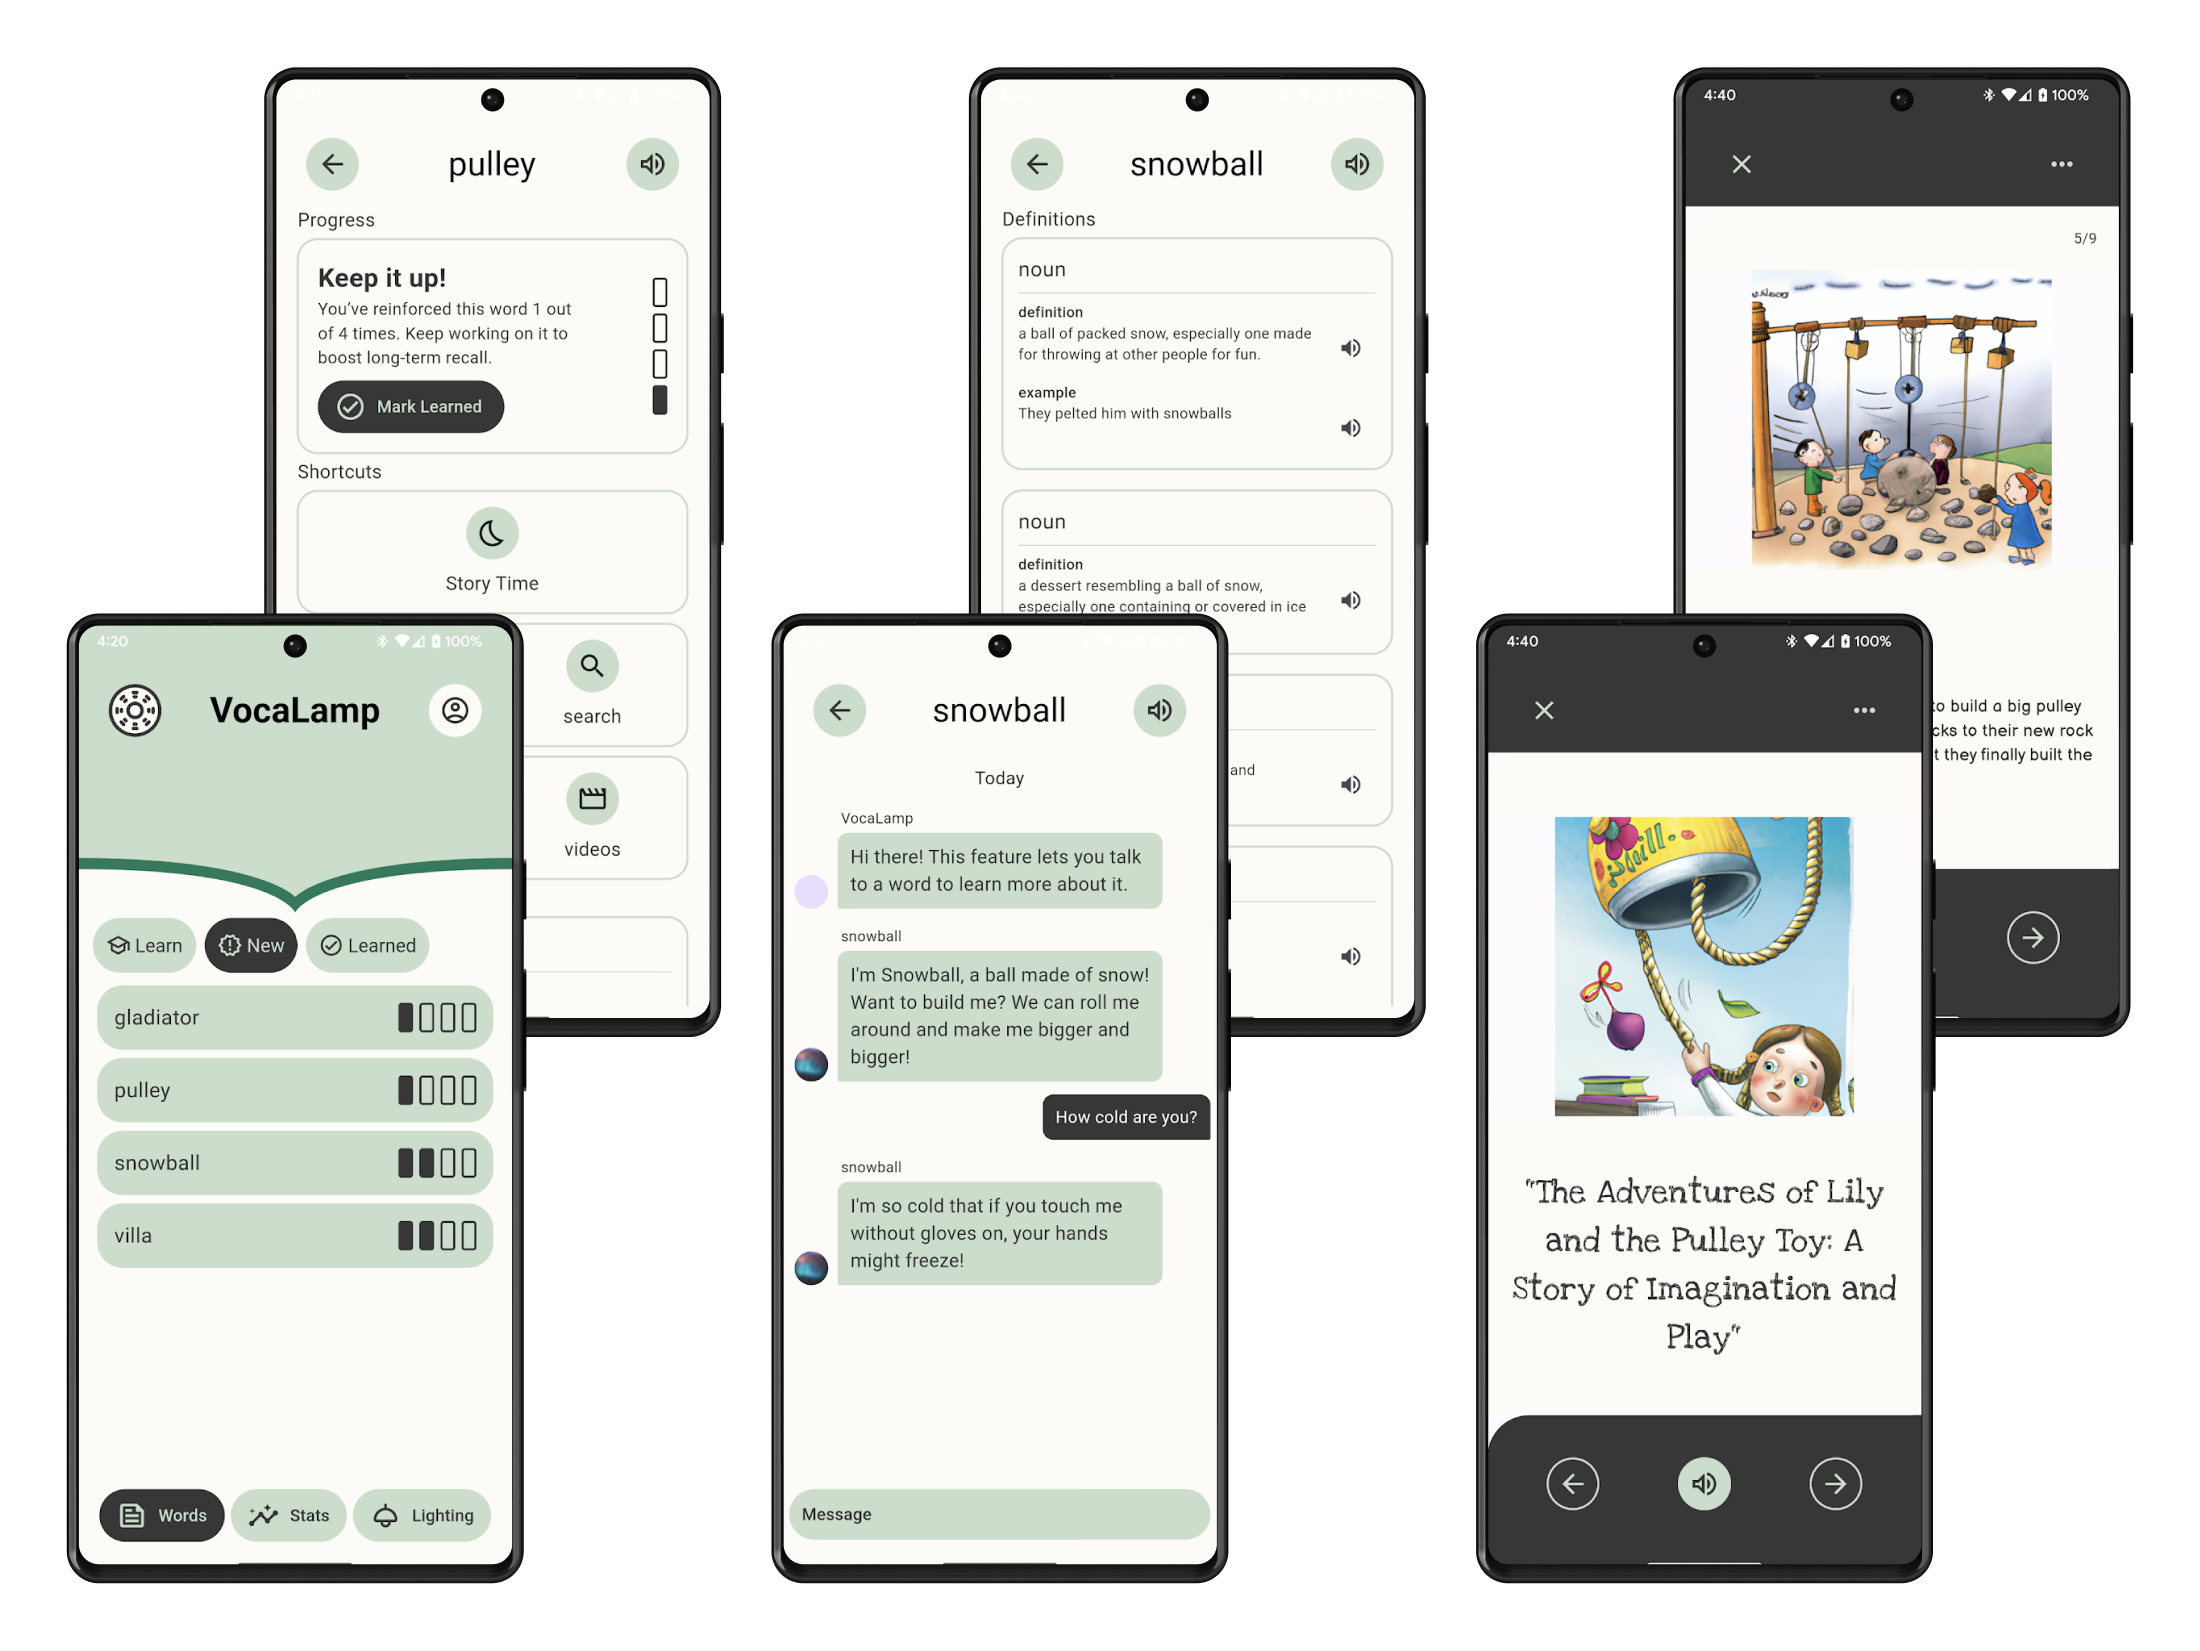 pulley
Progress
Keep it up!
You've reinforced this word 1 out
of 4 times. Keep working on it to
boost long-term recall.
Mark Learned
Shortcuts
Story Time
search
videos
snowball
Definitions
noun
definition
a ball of packed snow, especially one made
for throwing at other people for fun.
example
They pelted him with snowballs
noun
definition
a dessert resembling a ball of snow,
especially one containing or covered in ice
and
4:40
100%
5/9
to build a big pulley
cks to their new rock
t they finally built the
4:20
100%
VocaLamp
Learn
New
Learned
gladiator
pulley
snowball
villa
Words
Stats
Lighting
snowball
Today
VocaLamp
Hi there! This feature lets you talk
to a word to learn more about it.
snowball
I'm Snowball, a ball made of snow!
Want to build me? We can roll me
around and make me bigger and
bigger!
How cold are you?
snowball
I'm so cold that if you touch me
without gloves on, your hands
might freeze!
Message
4:40
100%
"The Adventures of Lily
and the Pulley Toy: A
Story of Imagination and
Play"